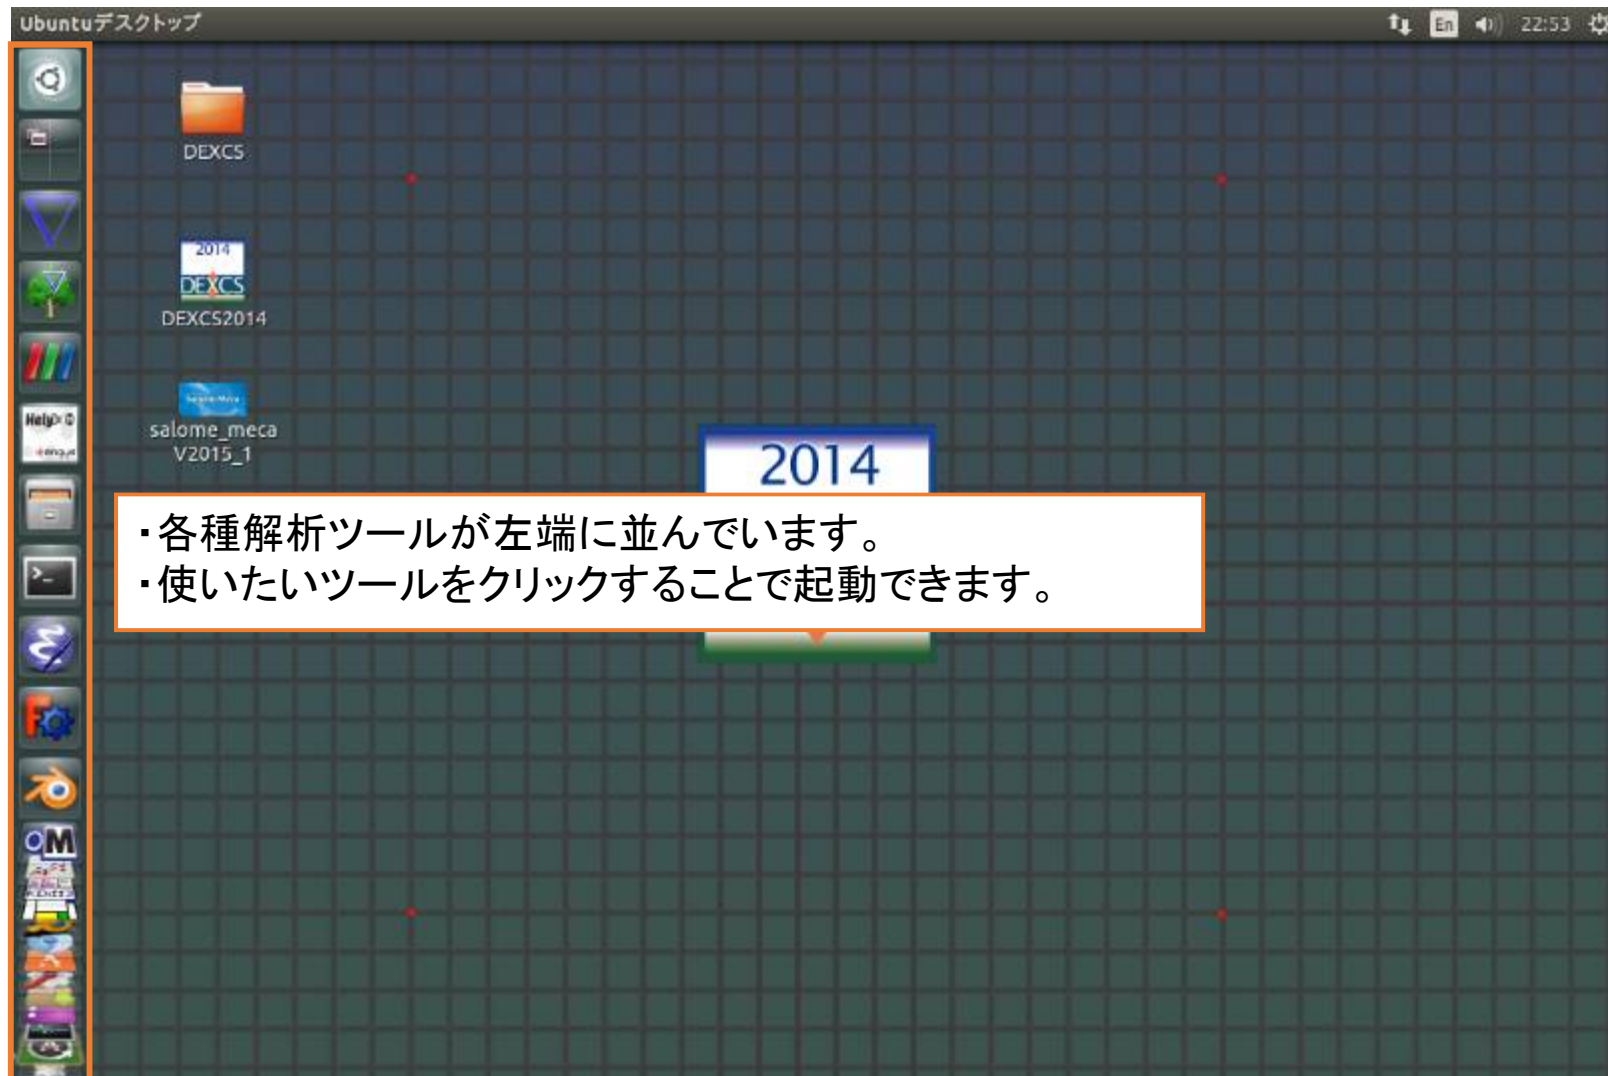 Ubuntuデスクトップ
En
22:53
DEXCS
2014
DEXCS
DEXCS2014
salome_meca
V2015_1
2014
・各種解析ツールが左端に並んでいます。
・使いたいツールをクリックすることで起動できます。
OM